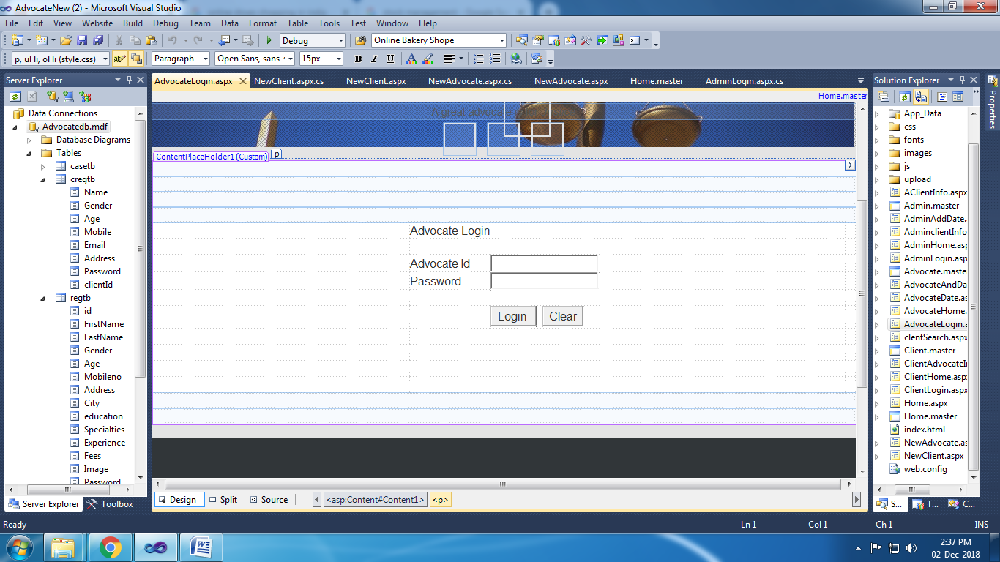 AdvocateNew (2) - Microsoft Visual Studio
File Edit View Website Build Debug Team Data Format Table Tools Test Window Help
Debug Online Bakery Shope
p, ul li, ol li (style.css) ab Paragraph Open Sans, sans-s 15px B I U A
Server Explorer
Data Connections
Advocatedb.mdf
Database Diagrams
Tables
casetb
cregtb
Name
Gender
Age
Mobile
Email
Address
Password
clientId
regtb
id
FirstName
LastName
Gender
Age
Mobileno
Address
City
education
Specialties
Experience
Fees
Image
Password
Server Explorer Toolbox
AdvocateLogin.aspx NewClient.aspx.cs NewClient.aspx NewAdvocate.aspx.cs NewAdvocate.aspx Home.master AdminLogin.aspx.cs
Home.master
A great advocate
ContentPlaceHolder1 (Custom) p
Advocate Login
Advocate Id
Password
Login Clear
Design Split Source <asp:Content#Content1> <p>
Solution Explorer
App_Data
css
fonts
images
js
upload
AClientInfo.aspx
Admin.master
AdminAddDate.
AdminclientInfo
AdminHome.asp
AdminLogin.asp
Advocate.maste
AdvocateAndDa
AdvocateDate.as
AdvocateHome.
AdvocateLogin.a
clentSearch.aspx
Client.master
ClientAdvocateI
ClientHome.asp
ClientLogin.aspx
Home.aspx
Home.master
index.html
NewAdvocate.as
NewClient.aspx
web.config
S... T... C...
Properties
Ready Ln 1 Col 1 Ch 1 INS
2:37 PM
02-Dec-2018